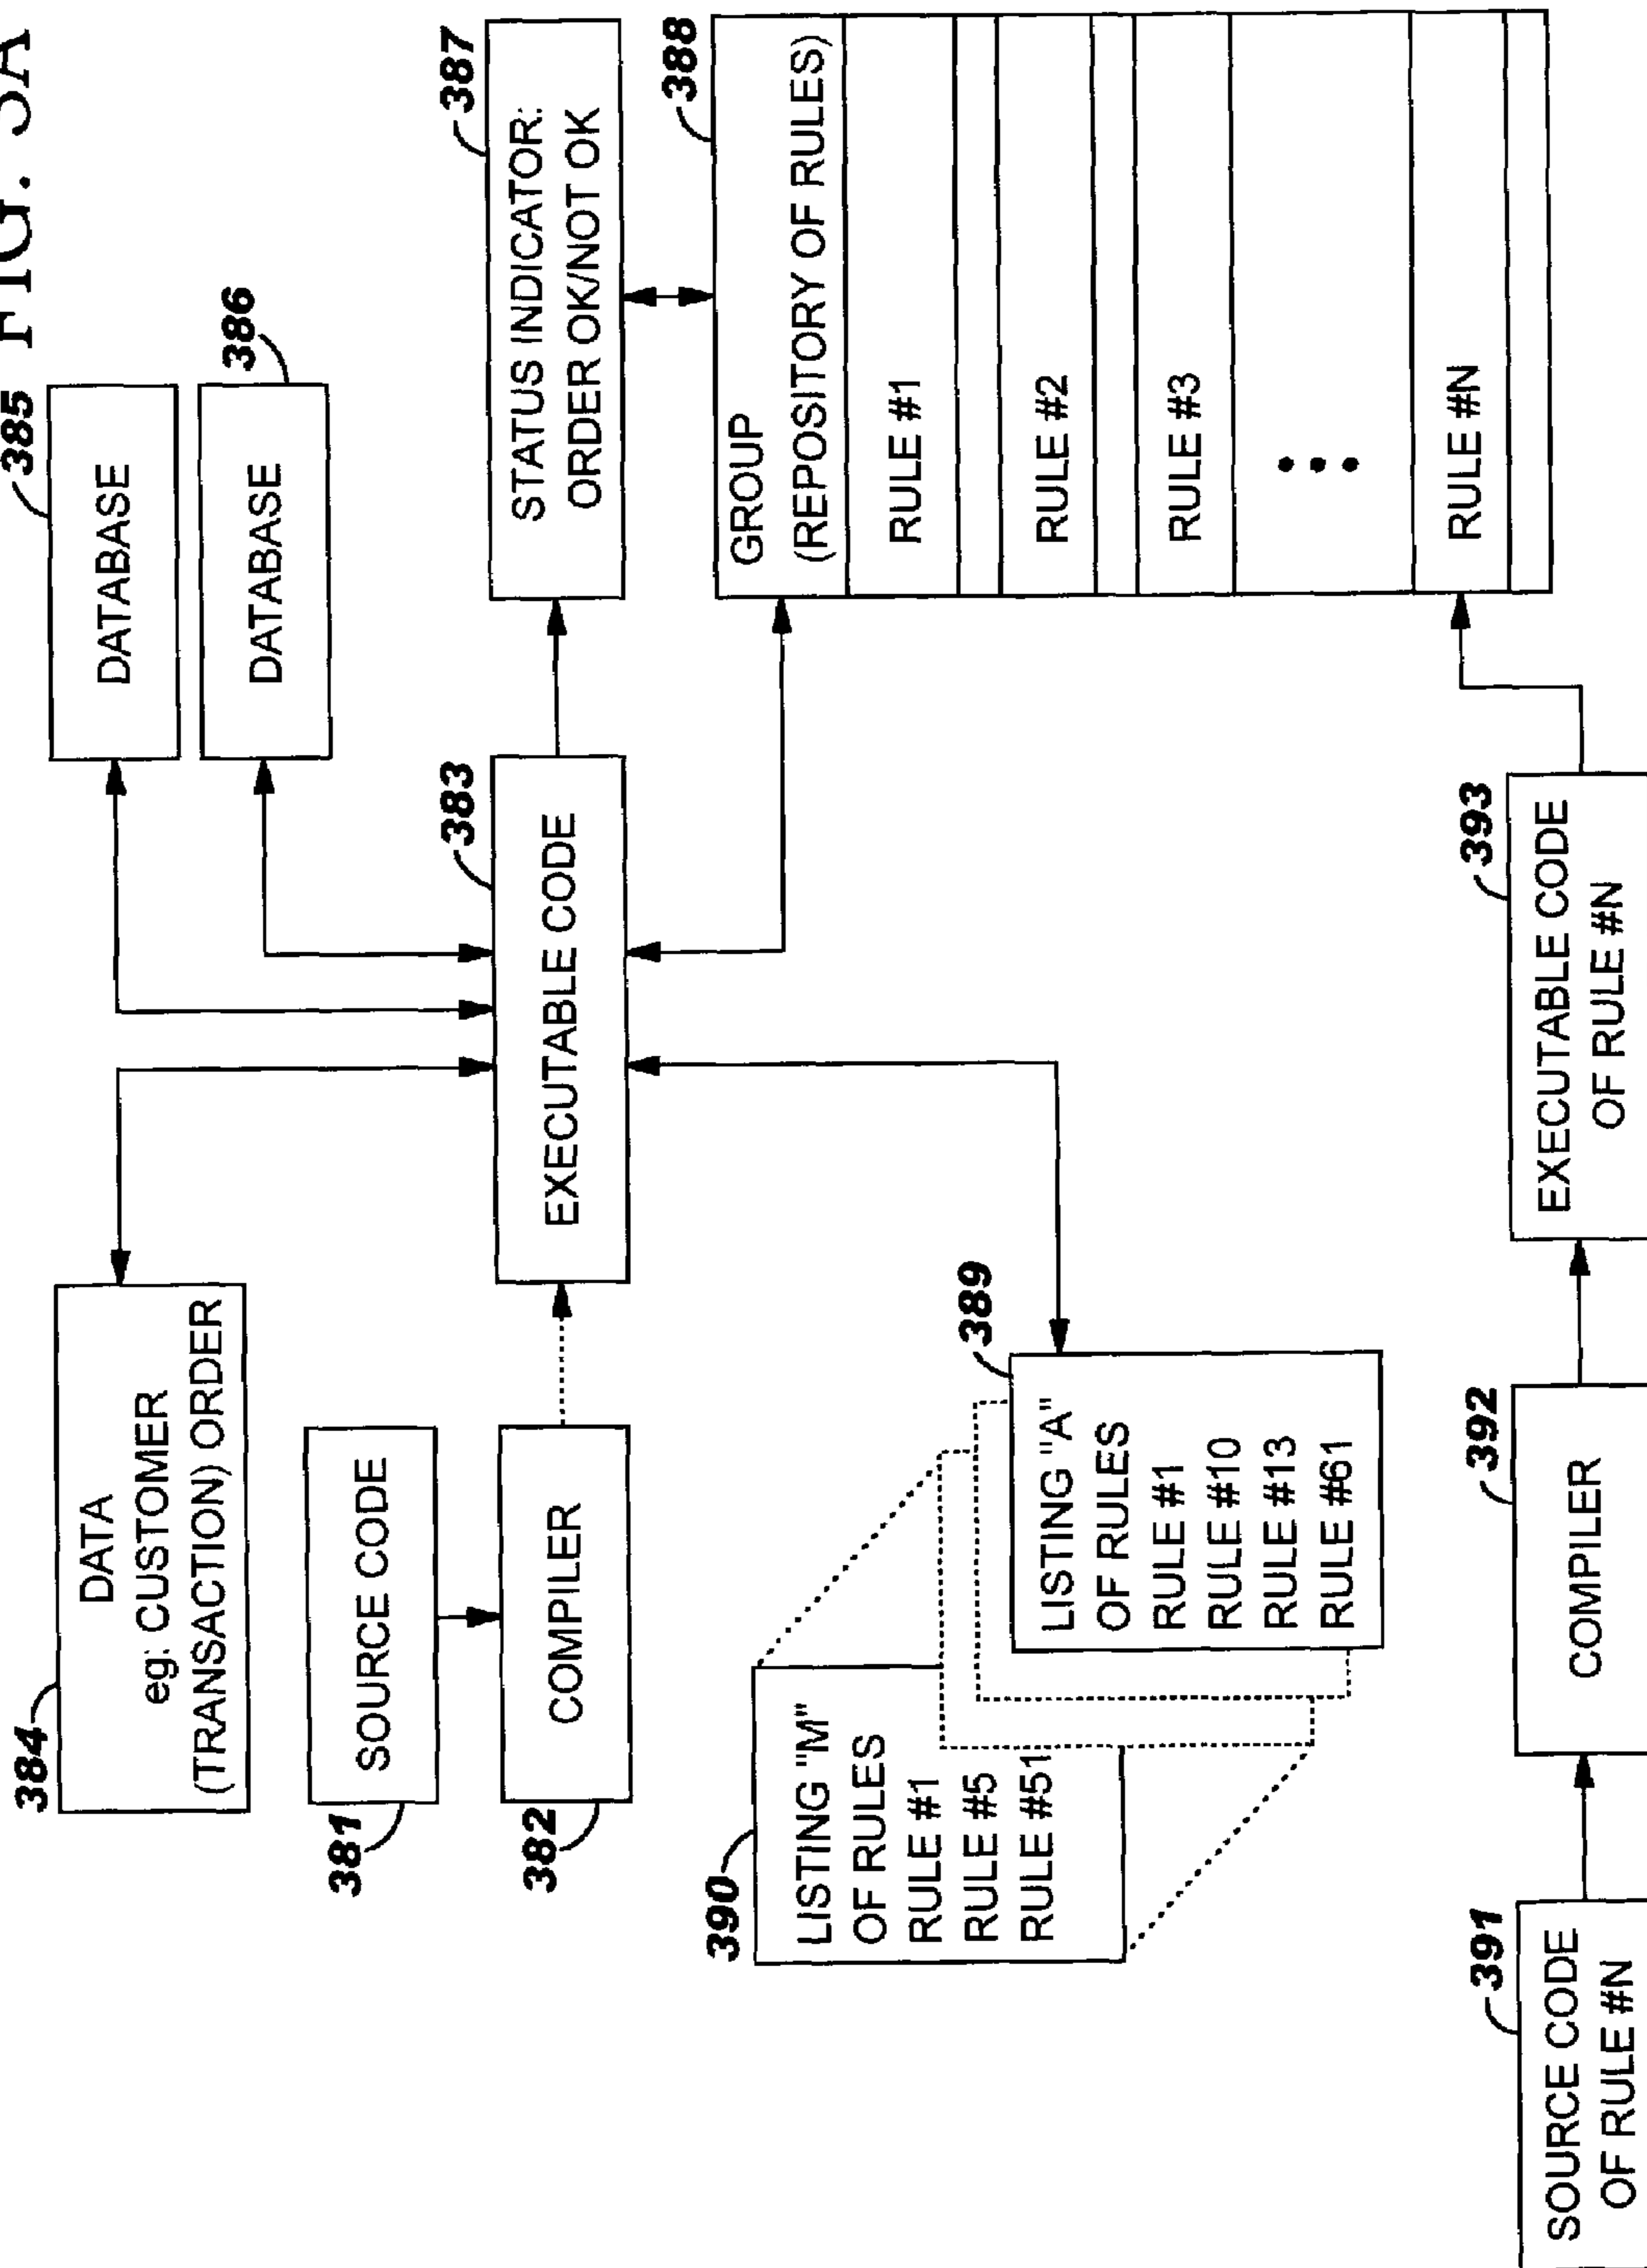 FIG.
384
DATA
eg: CUSTOMER
(TRANSACTION) ORDER
385
DATABASE
386
DATABASE
381
SOURCE CODE
382
COMPILER
383
EXECUTABLE CODE
387
STATUS INDICATOR:
ORDER OK/NOT OK
388
GROUP
(REPOSITORY OF RULES)
RULE #1
RULE #2
RULE #3
RULE #N
390
LISTING "M"
OF RULES
RULE #1
RULE #5
RULE #51
389
LISTING "A"
OF RULES
RULE #1
RULE #10
RULE #13
RULE #61
391
SOURCE CODE
OF RULE #N
392
COMPILER
393
EXECUTABLE CODE
OF RULE #N